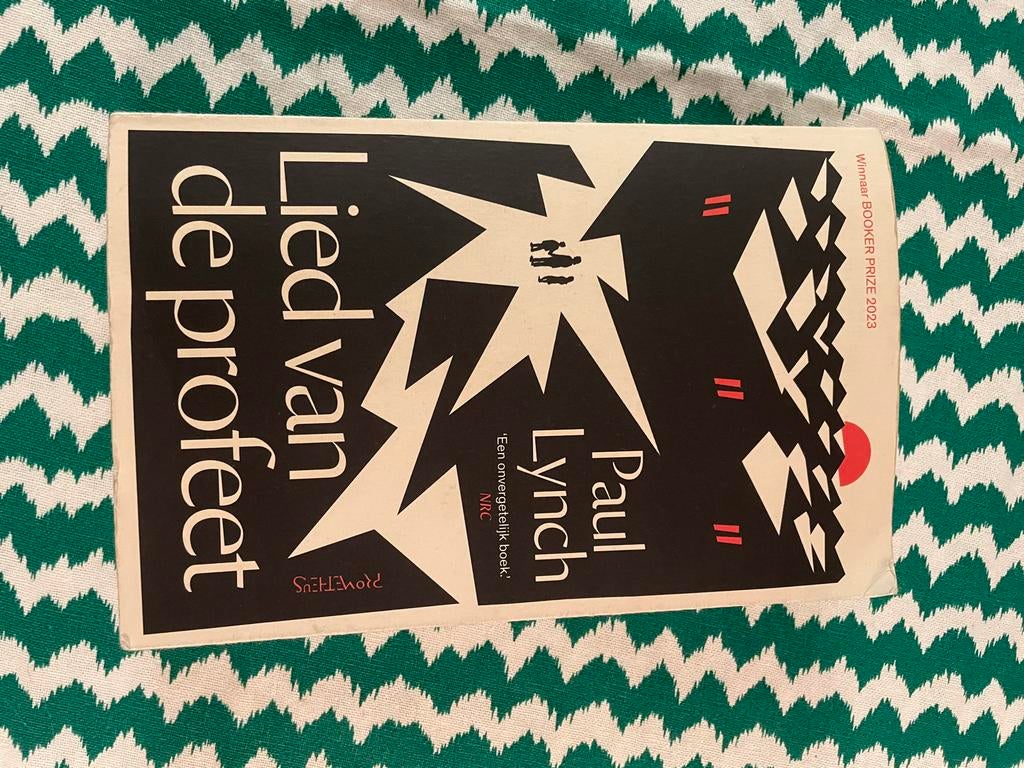 Winnaar BOOKER PRIZE 2023
Paul
Lynch
'Een onvergetelijk boek.'
NRC
Lied van
de profeet
PROMETHEUS